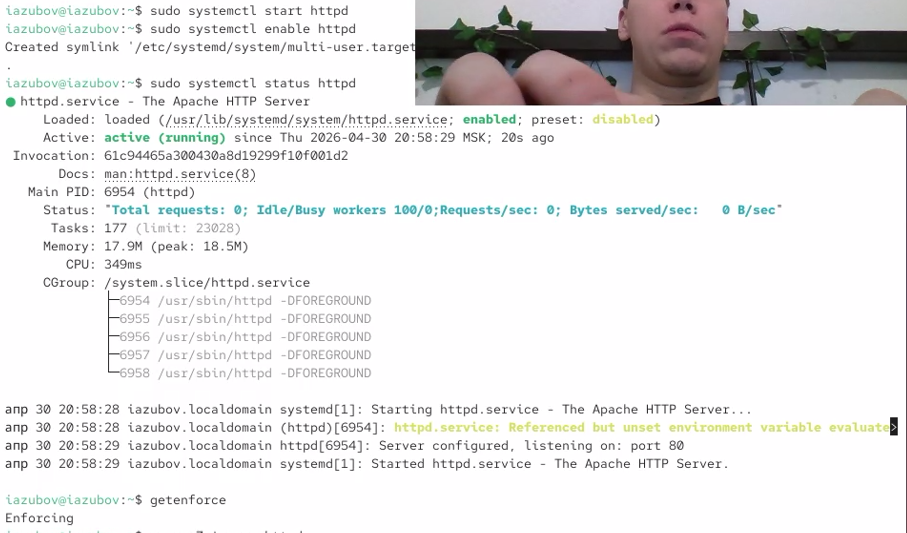 iazubov@iazubov:~$ sudo systemctl start httpd
iazubov@iazubov:~$ sudo systemctl enable httpd
Created symlink '/etc/systemd/system/multi-user.target
.
iazubov@iazubov:~$ sudo systemctl status httpd
● httpd.service - The Apache HTTP Server
Loaded: loaded (/usr/lib/systemd/system/httpd.service; enabled; preset: disabled)
Active: active (running) since Thu 2026-04-30 20:58:29 MSK; 20s ago
Invocation: 61c94465a300430a8d19299f10f001d2
Docs: man:httpd.service(8)
Main PID: 6954 (httpd)
Status: "Total requests: 0; Idle/Busy workers 100/0;Requests/sec: 0; Bytes served/sec:   0 B/sec"
Tasks: 177 (limit: 23028)
Memory: 17.9M (peak: 18.5M)
CPU: 349ms
CGroup: /system.slice/httpd.service
├─6954 /usr/sbin/httpd -DFOREGROUND
├─6955 /usr/sbin/httpd -DFOREGROUND
├─6956 /usr/sbin/httpd -DFOREGROUND
├─6957 /usr/sbin/httpd -DFOREGROUND
└─6958 /usr/sbin/httpd -DFOREGROUND
апр 30 20:58:28 iazubov.localdomain systemd[1]: Starting httpd.service - The Apache HTTP Server...
апр 30 20:58:28 iazubov.localdomain (httpd)[6954]: httpd.service: Referenced but unset environment variable evaluate>
апр 30 20:58:29 iazubov.localdomain httpd[6954]: Server configured, listening on: port 80
апр 30 20:58:29 iazubov.localdomain systemd[1]: Started httpd.service - The Apache HTTP Server.
iazubov@iazubov:~$ getenforce
Enforcing